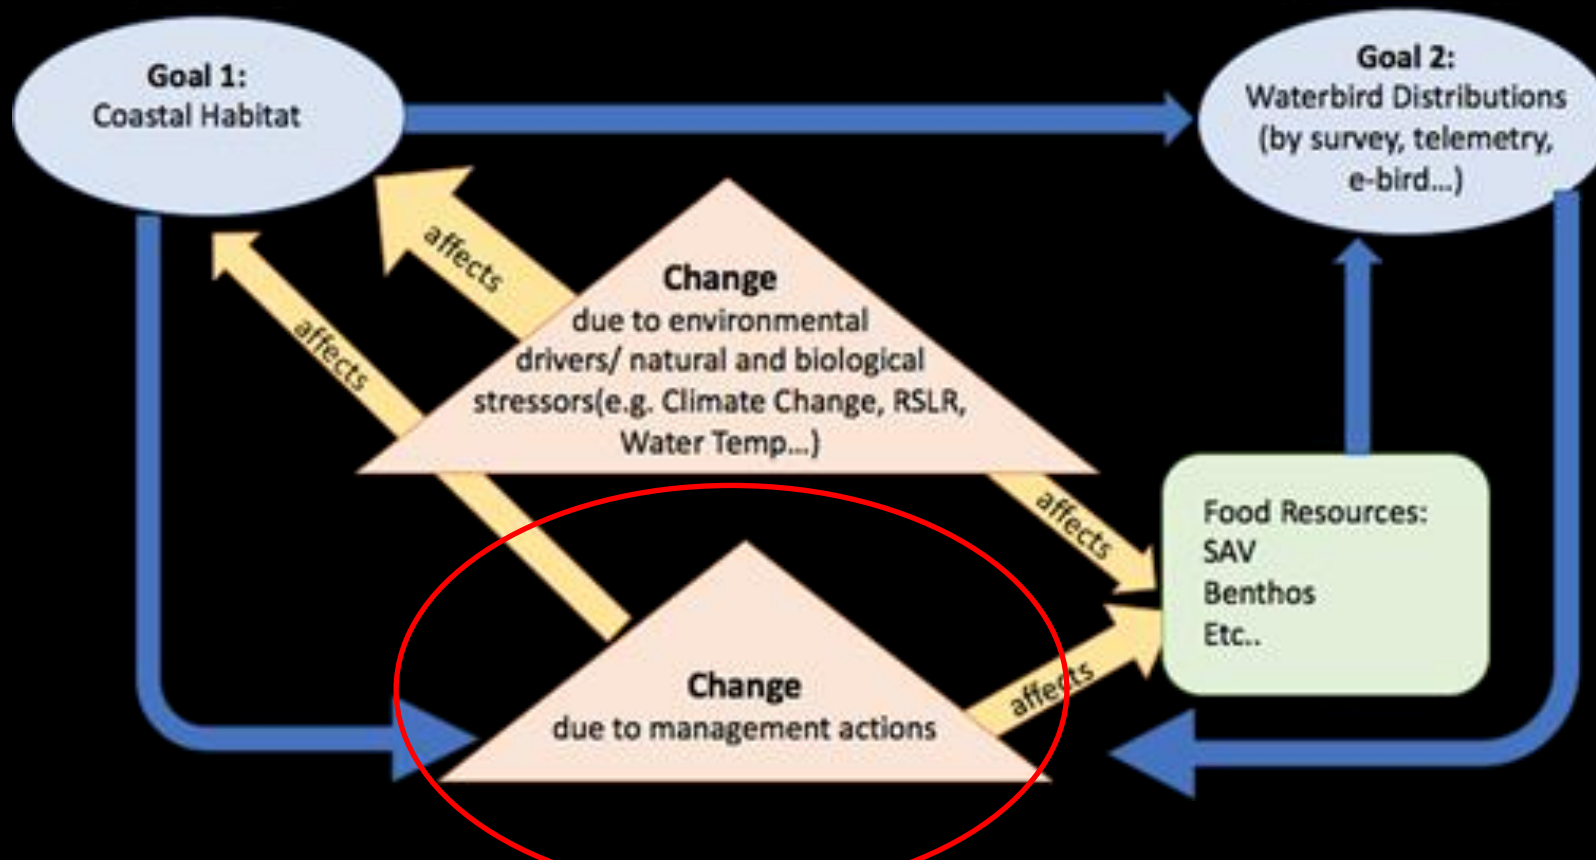 Goal 1:
Coastal Habitat
Goal 2:
Waterbird Distributions
(by survey, telemetry,
e-bird...)
affects
affects
Change
due to environmental
drivers/ natural and biological
stressors(e.g. Climate Change, RSLR,
Water Temp...)
affects
Food Resources:
SAV
Benthos
Etc..
Change
due to management actions
affects